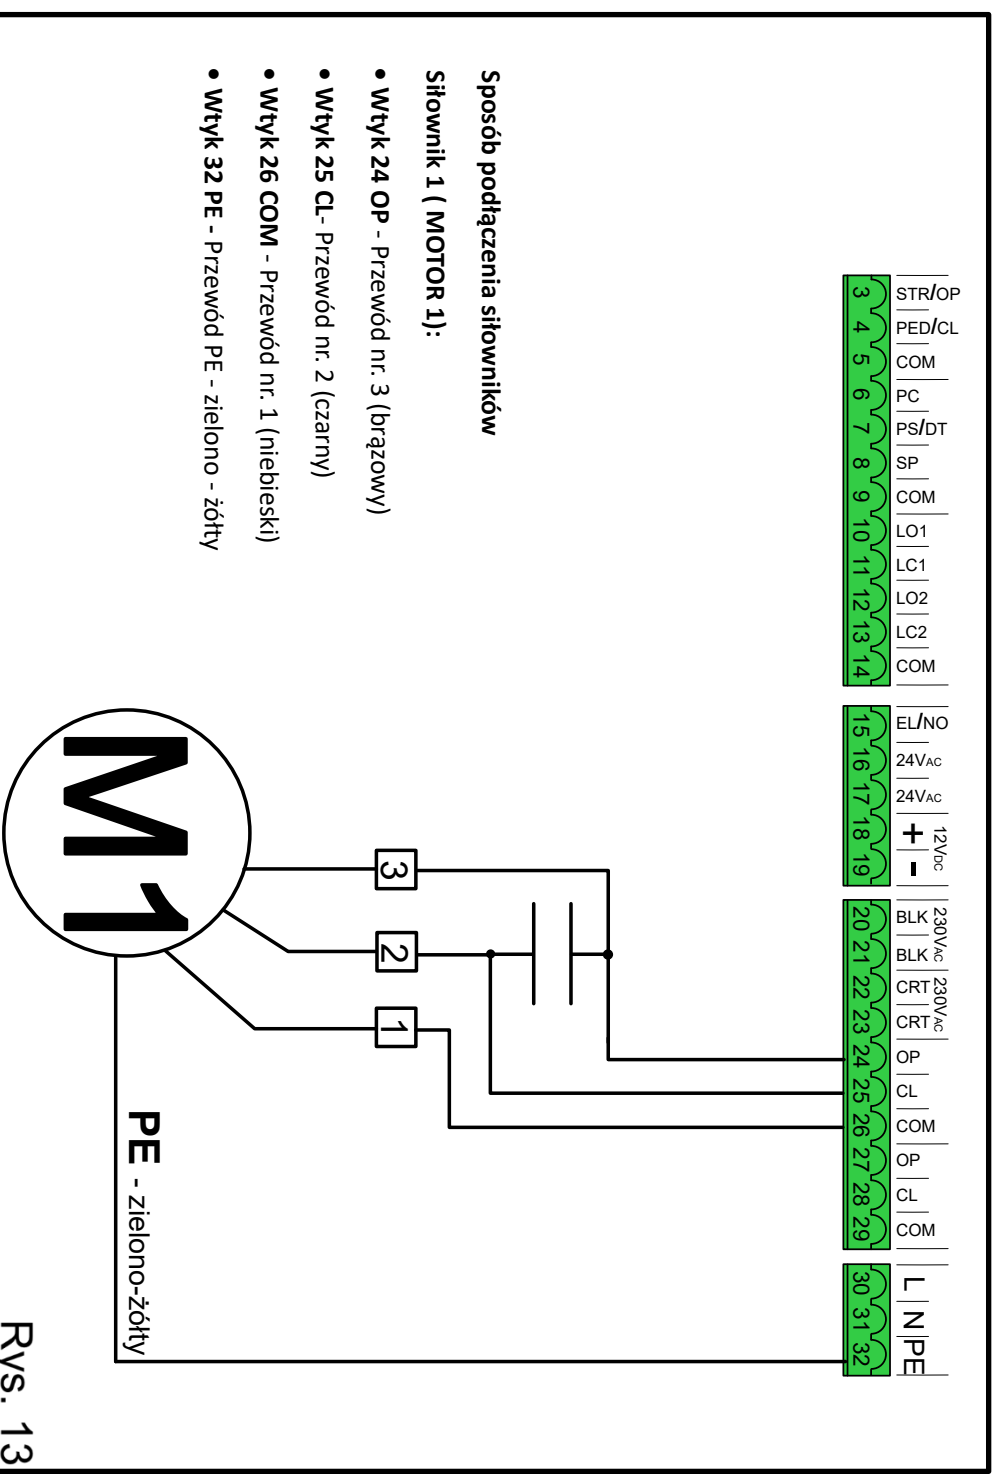 Sposób podłączenia siłowników
Siłownik 1 ( MOTOR 1):
• Wtyk 24 OP - Przewód nr. 3 (brązowy)
• Wtyk 25 CL- Przewód nr. 2 (czarny)
• Wtyk 26 COM - Przewód nr. 1 (niebieski)
• Wtyk 32 PE - Przewód PE - zielono - żółty
STR/OP
PED/CL
COM
PC
PS/DT
SP
COM
LO1
LC1
LO2
LC2
COM
EL/NO
24VAC
24VAC
12VDC
+
-
230VAC
BLK
BLK
230VAC
CRT
CRT
OP
CL
COM
OP
CL
COM
L
N
PE
3
4
5
6
7
8
9
10
11
12
13
14
15
16
17
18
19
20
21
22
23
24
25
26
27
28
29
30
31
32
3
2
1
M1
PE - zielono-żółty
Rys. 13